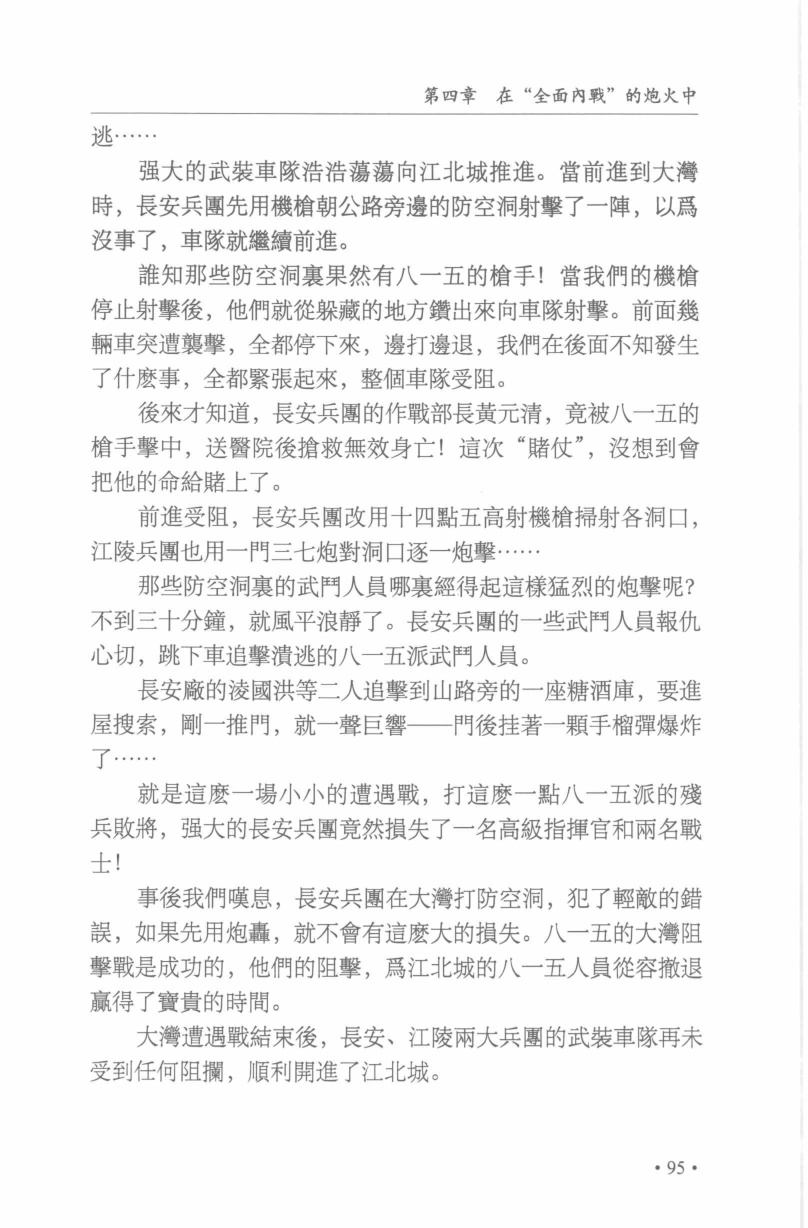 第四章　在“全面內戰”的炮火中
逃……
强大的武裝車隊浩浩蕩蕩向江北城推進。當前進到大灣
時，長安兵團先用機槍朝公路旁邊的防空洞射擊了一陣，以爲
沒事了，車隊就繼續前進。
誰知那些防空洞裏果然有八一五的槍手！當我們的機槍
停止射擊後，他們就從躲藏的地方鑽出來向車隊射擊。前面幾
輛車突遭襲擊，全都停下來，邊打邊退，我們在後面不知發生
了什麽事，全都緊張起來，整個車隊受阻。
後來才知道，長安兵團的作戰部長黃元清，竟被八一五的
槍手擊中，送醫院後搶救無效身亡！這次“賭仗”，沒想到會
把他的命給賭上了。
前進受阻，長安兵團改用十四點五高射機槍掃射各洞口，
江陵兵團也用一門三七炮對洞口逐一炮擊……
那些防空洞裏的武鬥人員哪裏經得起這樣猛烈的炮擊呢？
不到三十分鐘，就風平浪靜了。長安兵團的一些武鬥人員報仇
心切，跳下車追擊潰逃的八一五派武鬥人員。
長安廠的淩國洪等二人追擊到山路旁的一座糖酒庫，要進
屋搜索，剛一推門，就一聲巨響——門後挂著一顆手榴彈爆炸
了……
就是這麽一場小小的遭遇戰，打這麽一點八一五派的殘
兵敗將，强大的長安兵團竟然損失了一名高級指揮官和兩名戰
士！
事後我們嘆息，長安兵團在大灣打防空洞，犯了輕敵的錯
誤，如果先用炮轟，就不會有這麽大的損失。八一五的大灣阻
擊戰是成功的，他們的阻擊，爲江北城的八一五人員從容撤退
贏得了寶貴的時間。
大灣遭遇戰結束後，長安、江陵兩大兵團的武裝車隊再未
受到任何阻攔，順利開進了江北城。
·95·